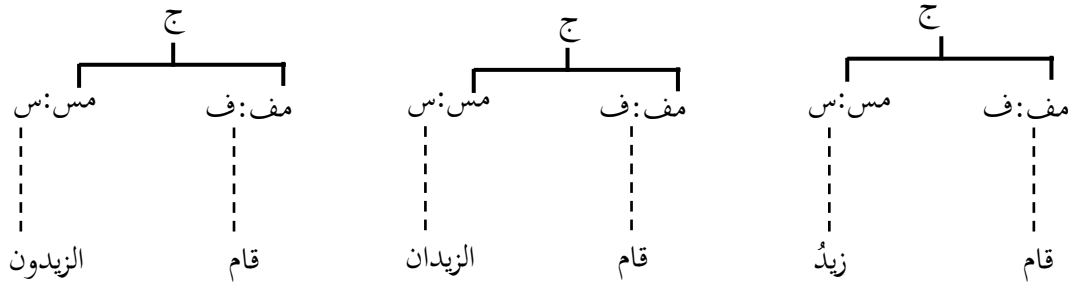 ج ج ج
مف:ف مس:س مف:ف مس:س مف:ف مس:س
قام زيدُ قام الزيدان قام الزيدون